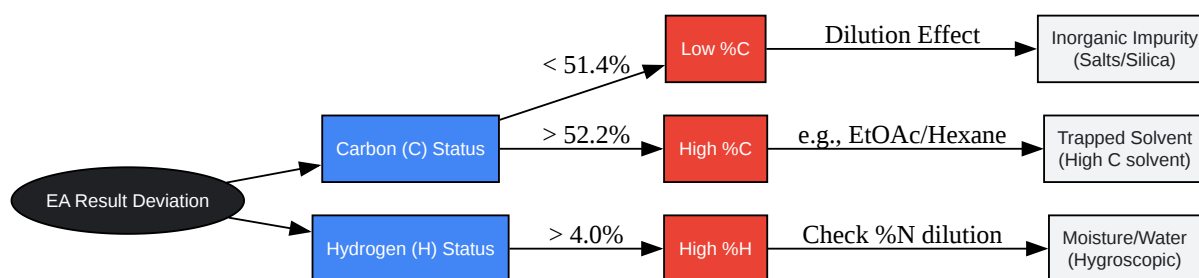 Low %C
Dilution Effect
Inorganic Impurity
(Salts/Silica)
< 51.4%
Carbon (C) Status
> 52.2%
High %C
e.g., EtOAc/Hexane
Trapped Solvent
(High C solvent)
EA Result Deviation
Hydrogen (H) Status
> 4.0%
High %H
Check %N dilution
Moisture/Water
(Hygroscopic)